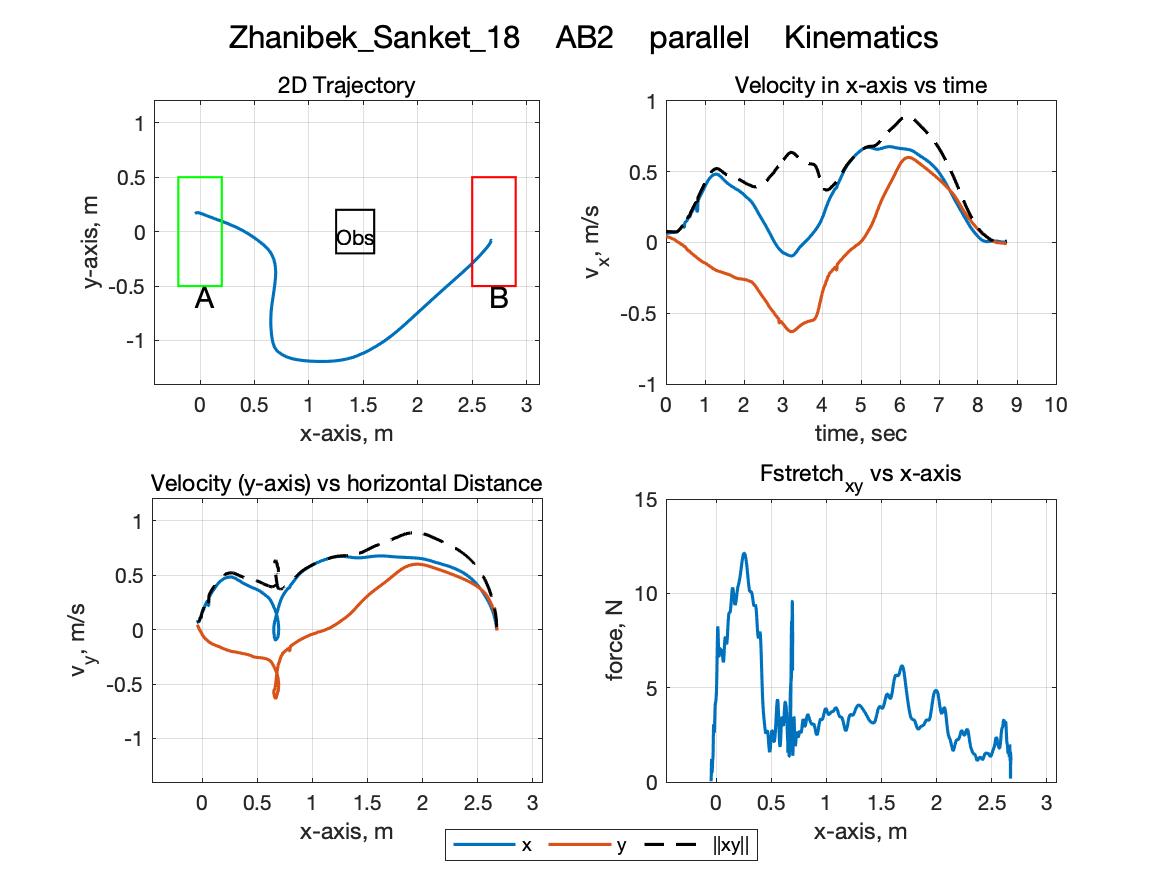 Zhanibek_Sanket_18 AB2 parallel Kinematics
2D Trajectory
1
0.5
0
-0.5
-1
y-axis, m
Obs
A
B
0 0.5 1 1.5 2 2.5 3
x-axis, m
Velocity in x-axis vs time
1
0.5
0
-0.5
-1
v_x, m/s
0 1 2 3 4 5 6 7 8 9 10
time, sec
Velocity (y-axis) vs horizontal Distance
1
0.5
0
-0.5
-1
v_y, m/s
0 0.5 1 1.5 2 2.5 3
x-axis, m
Fstretch_xy vs x-axis
15
10
5
0
force, N
0 0.5 1 1.5 2 2.5 3
x-axis, m
x y ||xy||